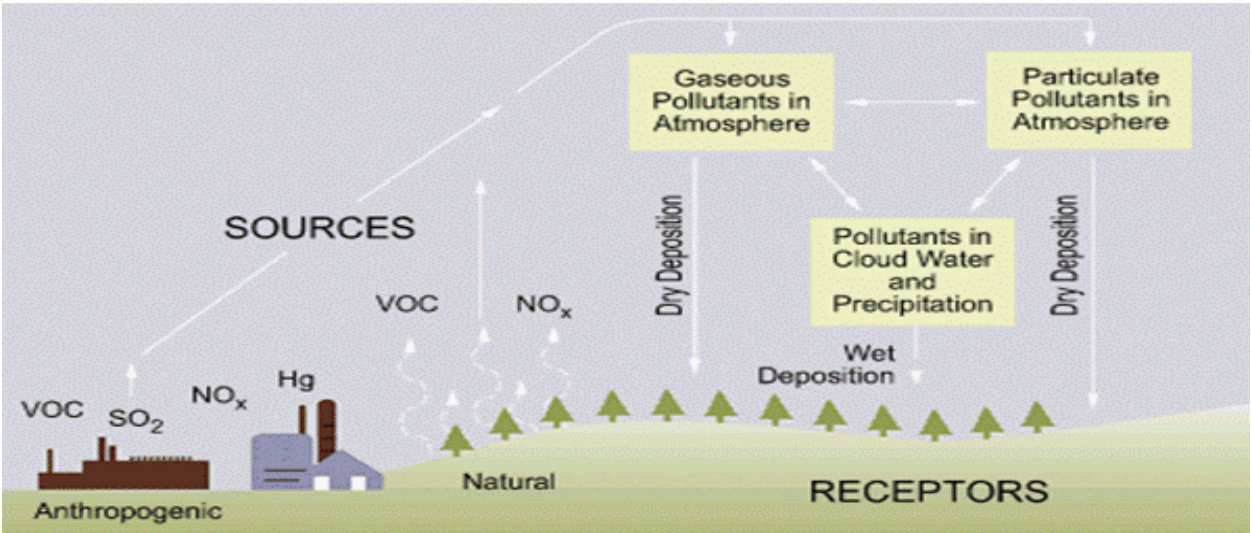 Gaseous
Pollutants in
Atmosphere
Particulate
Pollutants in
Atmosphere
SOURCES
Dry Deposition
Pollutants in
Cloud Water
and
Precipitation
Dry Deposition
VOC
NOx
Wet
Deposition
VOC
SO2
NOx
Hg
Natural
RECEPTORS
Anthropogenic